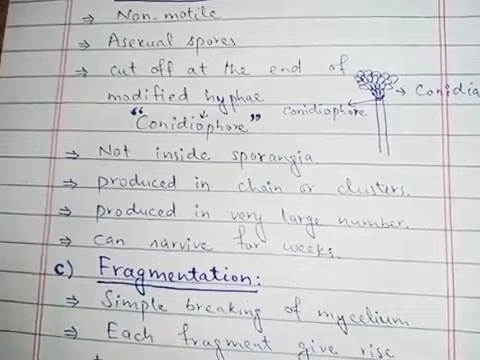 ⇒ Non-motile
⇒ Asexual spores
⇒ cut off at the end of
modified hyphae
"Conidiophore"
conidiophore
→ Conidia
⇒ Not inside sporangia
⇒ produced in chain or clusters.
⇒ produced in very large number.
⇒ can survive for weeks.
c) Fragmentation:
⇒ Simple breaking of mycelium
⇒ Each fragment give rise